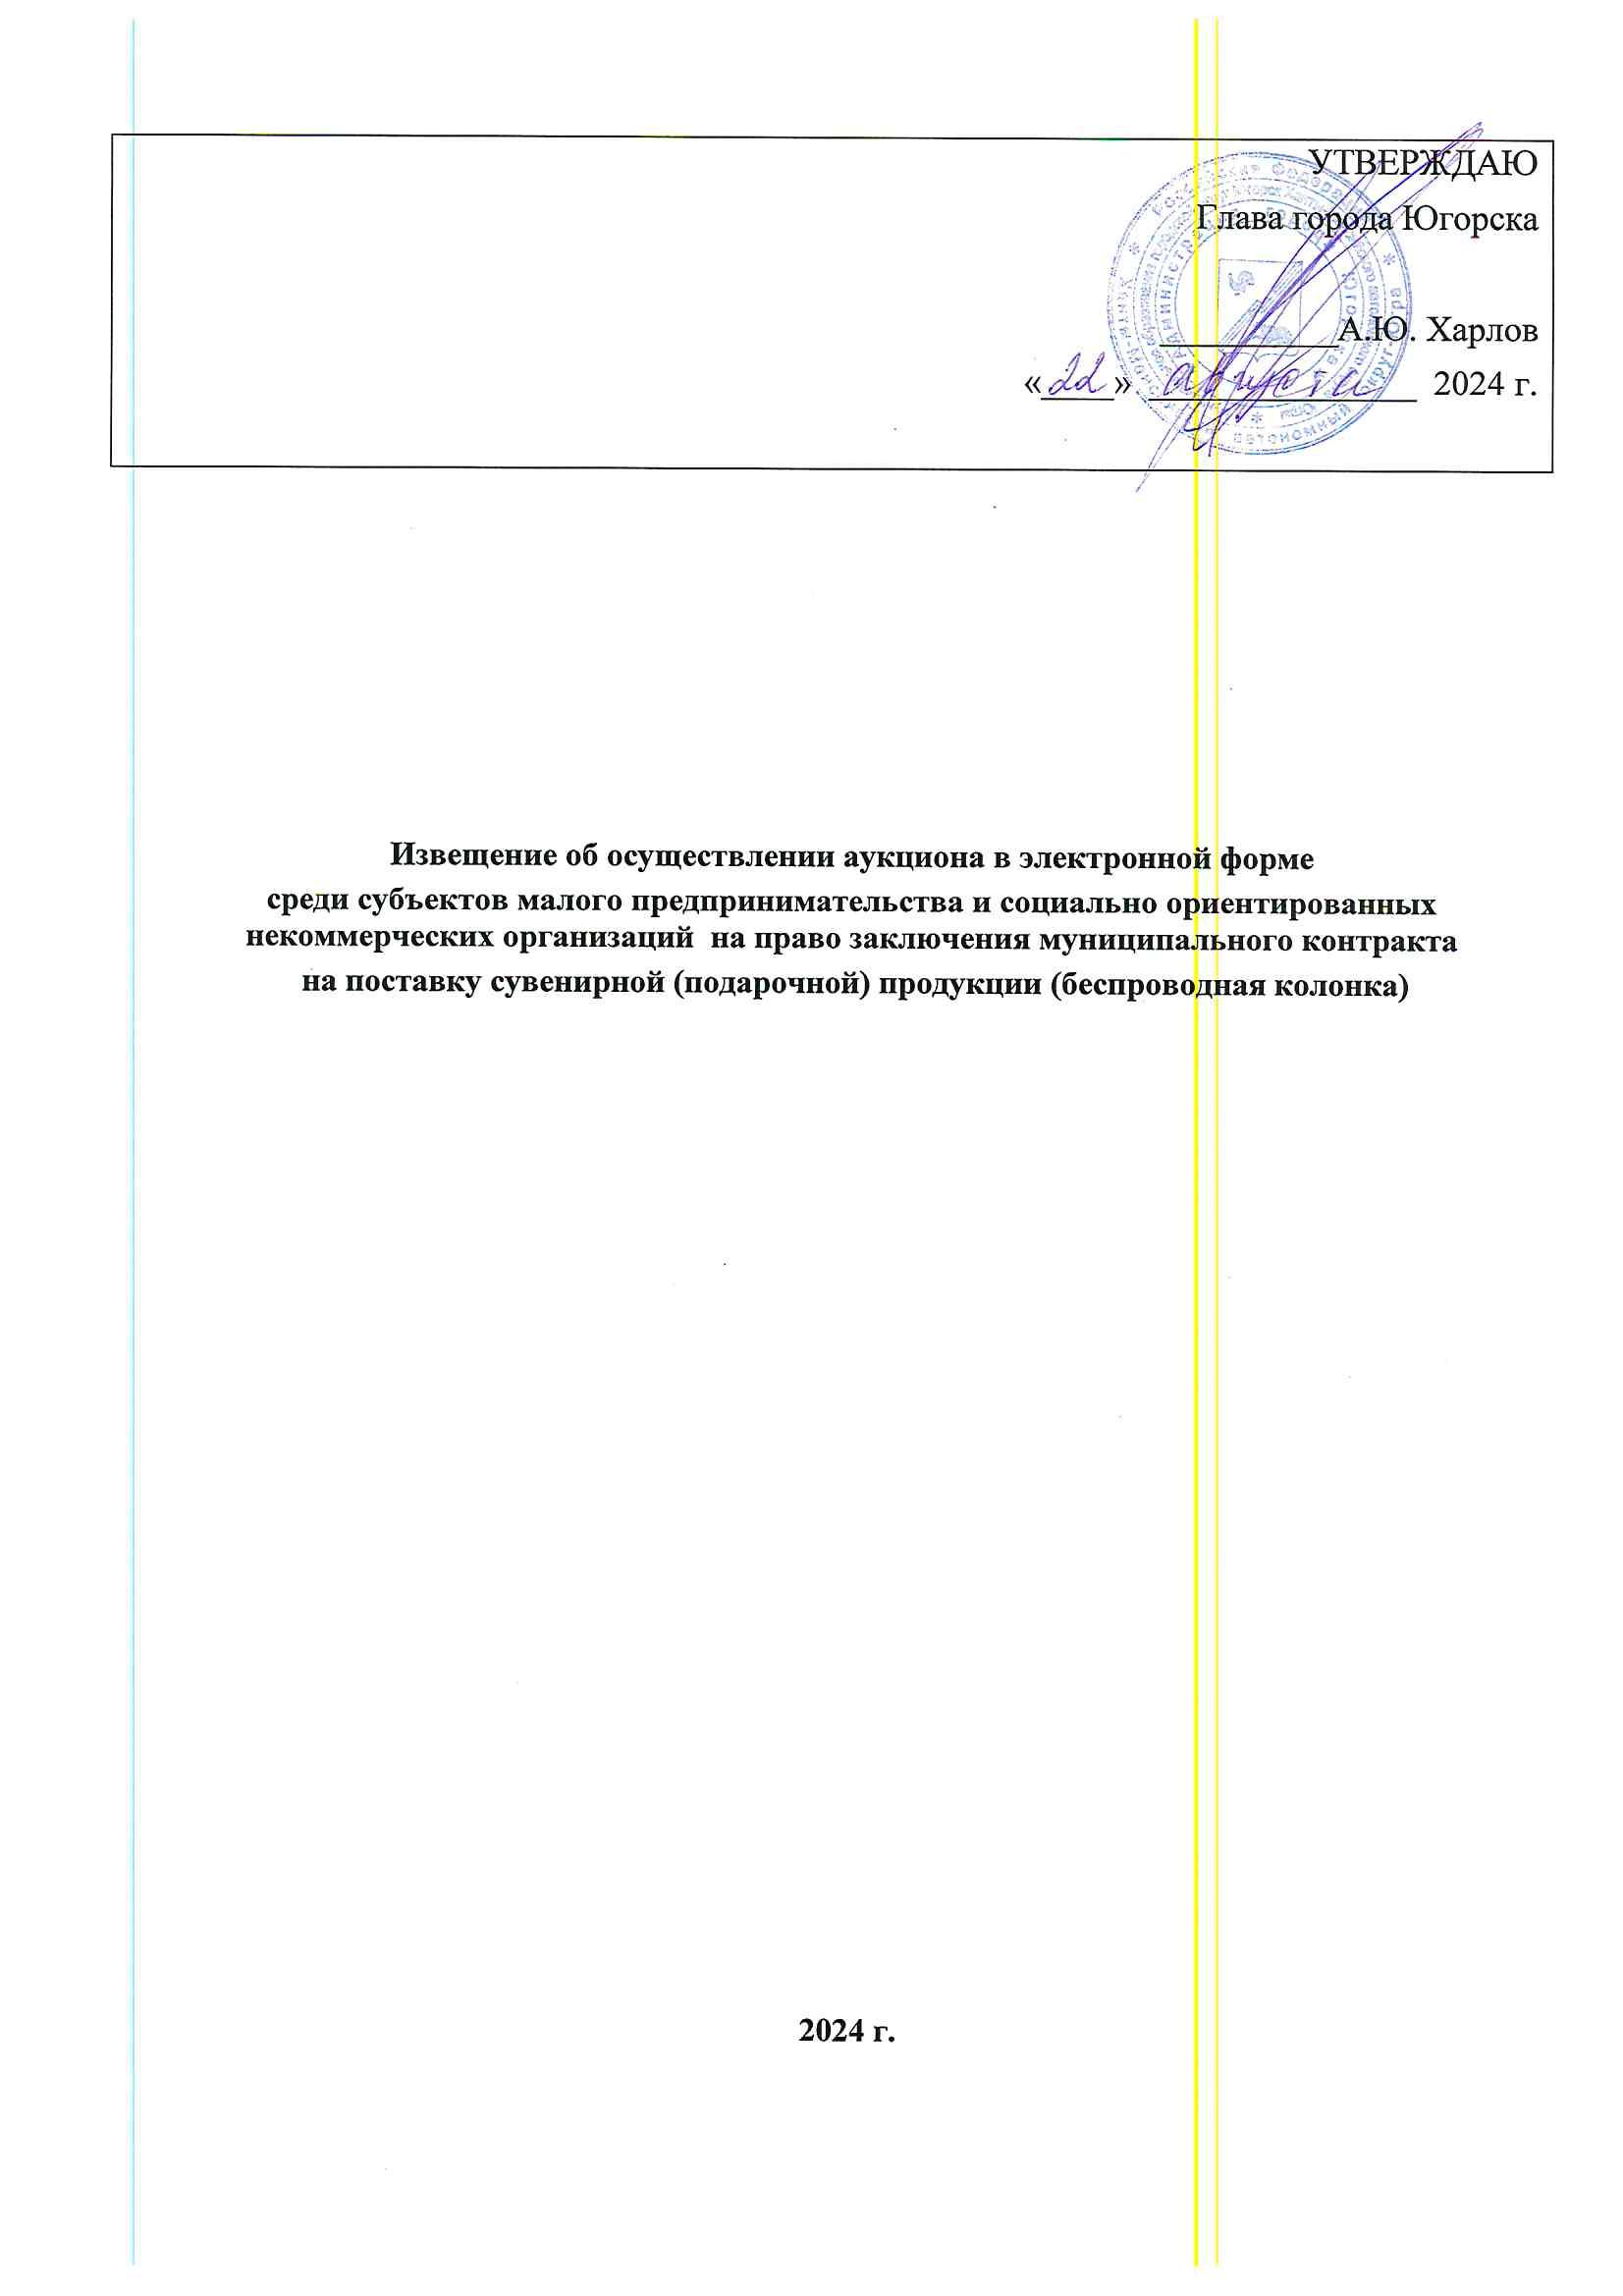 УТВЕРЖДАЮ
Глава города Югорска
А.Ю. Харлов
«22» августа 2024 г.
Извещение об осуществлении аукциона в электронной форме
среди субъектов малого предпринимательства и социально ориентированных
некоммерческих организаций на право заключения муниципального контракта
на поставку сувенирной (подарочной) продукции (беспроводная колонка)
2024 г.